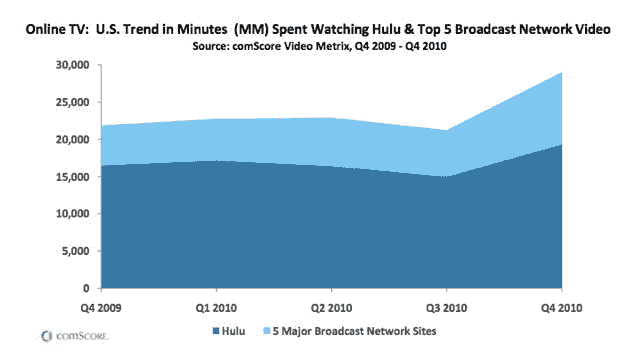 Online TV: U.S. Trend in Minutes (MM) Spent Watching Hulu & Top 5 Broadcast Network Video
Source: comScore Video Metrix, Q4 2009 - Q4 2010
30,000
25,000
20,000
15,000
10,000
5,000
0
Q4 2009 Q1 2010 Q2 2010 Q3 2010 Q4 2010
Hulu 5 Major Broadcast Network Sites
comSCORE.